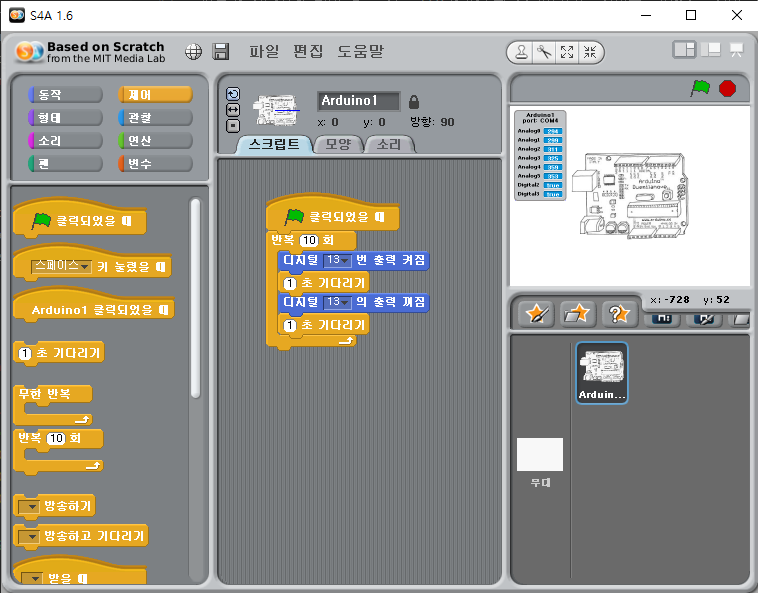 S4A 1.6
Based on Scratch
from the MIT Media Lab
파일 편집 도움말
동작 제어
형태 관찰
소리 연산
펜 변수
클릭되었을 때
스페이스 키 눌렸을 때
Arduino1 클릭되었을 때
1 초 기다리기
무한 반복
반복 10 회
방송하기
방송하고 기다리기
받을 때
Arduino1
x: 0 y: 0 방향: 90
스크립트 모양 소리
클릭되었을 때
반복 10 회
디지털 13 번 출력 켜짐
1 초 기다리기
디지털 13 의 출력 꺼짐
1 초 기다리기
Arduino1
port: COM4
Analog0 294
Analog1 298
Analog2 311
Analog3 325
Analog4 359
Analog5 353
Digital2 true
Digital3 true
Arduino
Duemilanove
x: -728 y: 52
Arduin...
무대